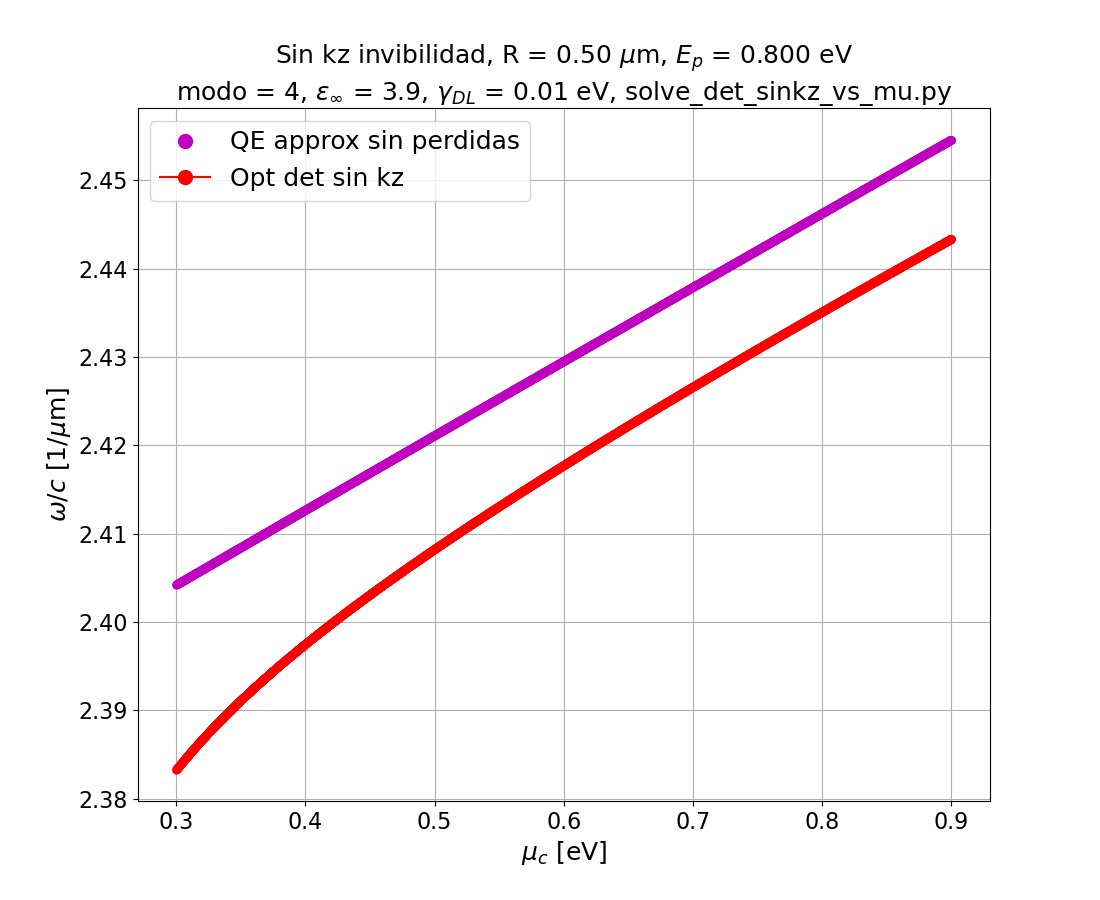 Sin kz invibilidad, R = 0.50 μm, E_p = 0.800 eV
modo = 4, ε_∞ = 3.9, γ_DL = 0.01 eV, solve_det_sinkz_vs_mu.py
QE approx sin perdidas
Opt det sin kz
2.45
2.44
2.43
2.42
2.41
2.40
2.39
2.38
ω/c [1/μm]
0.3 0.4 0.5 0.6 0.7 0.8 0.9
μ_c [eV]